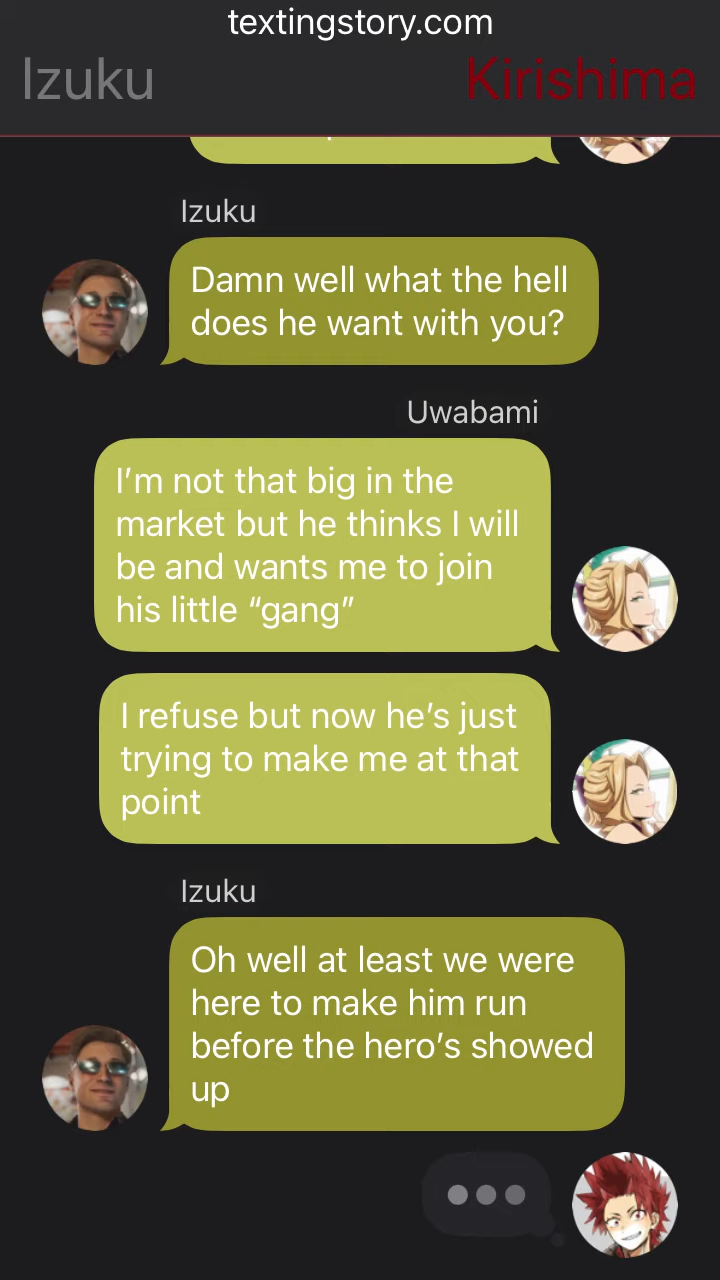 textingstory.com
Izuku
Kirishima
Izuku
Damn well what the hell
does he want with you?
Uwabami
I’m not that big in the
market but he thinks I will
be and wants me to join
his little “gang”
I refuse but now he’s just
trying to make me at that
point
Izuku
Oh well at least we were
here to make him run
before the hero’s showed
up